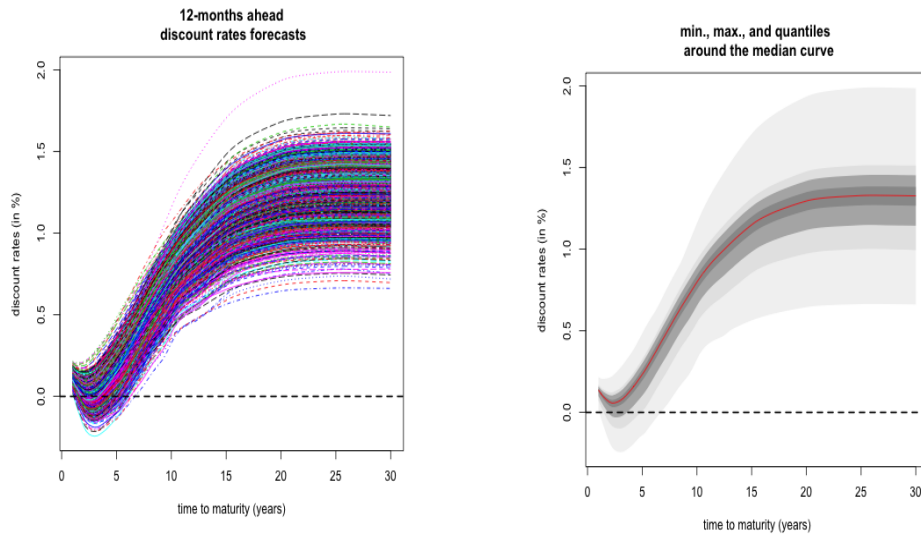 12-months ahead
discount rates forecasts
discount rates (in %)
2.0
1.5
1.0
0.5
0.0
0 5 10 15 20 25 30
time to maturity (years)
min., max., and quantiles
around the median curve
discount rates (in %)
2.0
1.5
1.0
0.5
0.0
0 5 10 15 20 25 30
time to maturity (years)